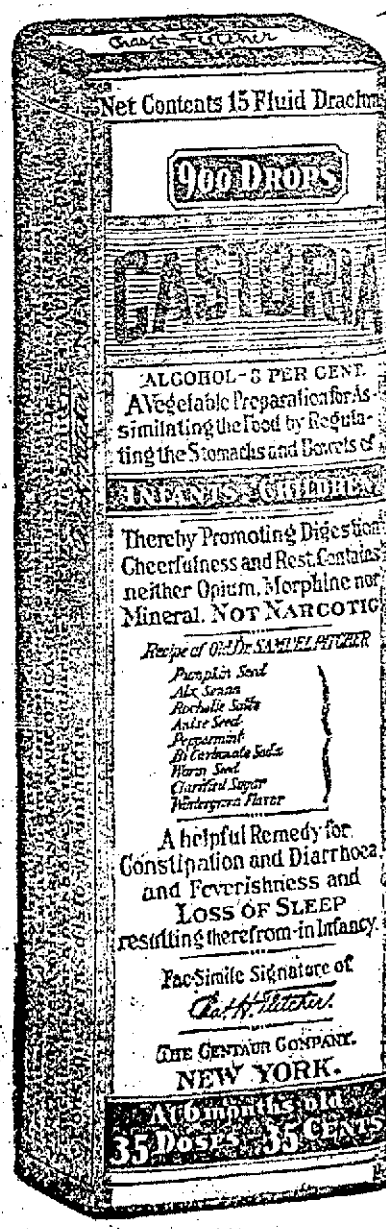 Chas H Fletcher
Net Contents 15 Fluid Drachm
900 DROPS
CASTORIA
ALCOHOL-3 PER CENT.
A Vegetable Preparation for As-
similating the Food by Regula-
ting the Stomachs and Bowels of
INFANTS CHILDREN
Thereby Promoting Digestion
Cheerfulness and Rest. Contains
neither Opium, Morphine nor
Mineral. NOT NARCOTIC
Recipe of Old Dr SAMUEL PITCHER
Pumpkin Seed
Alx Senna
Rochelle Salts
Anise Seed
Peppermint
Bi Carbonate Soda
Worm Seed
Clarified Sugar
Wintergreen Flavor
A helpful Remedy for
Constipation and Diarrhoea,
and Feverishness and
LOSS OF SLEEP
resulting therefrom-in Infancy.
Fac-Simile Signature of
Chas H Fletcher.
THE CENTAUR COMPANY.
NEW YORK.
At 6 months old
35 DOSES - 35 CENTS